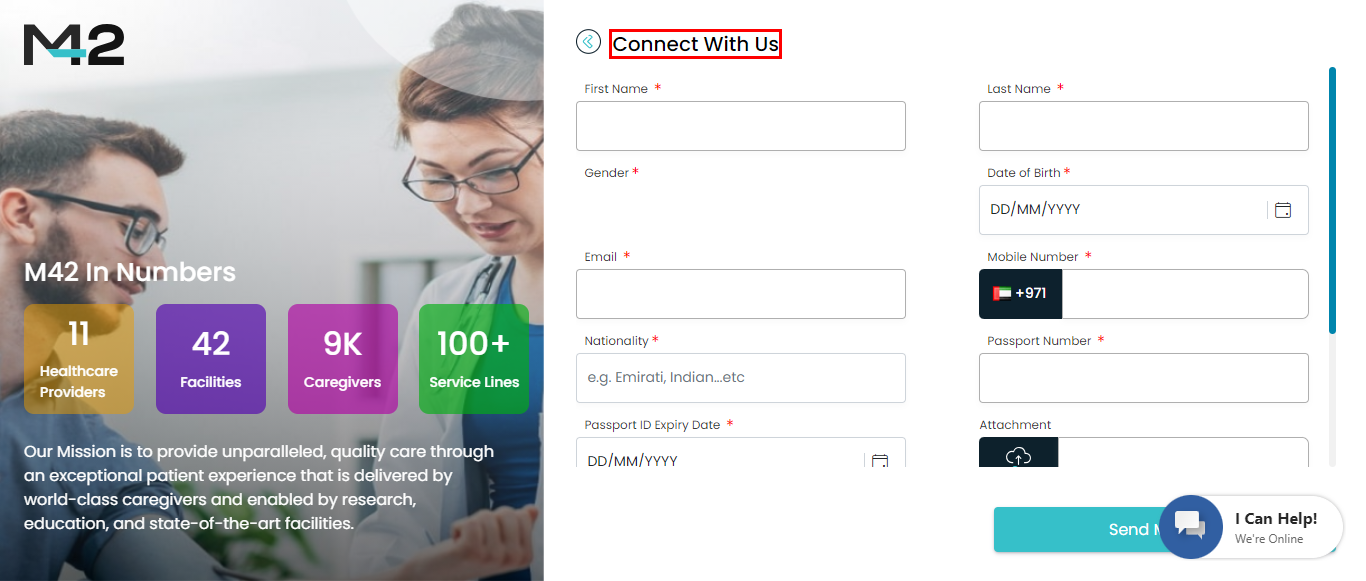 M42
M42 In Numbers
11
Healthcare
Providers
42
Facilities
9K
Caregivers
100+
Service Lines
Our Mission is to provide unparalleled, quality care through
an exceptional patient experience that is delivered by
world-class caregivers and enabled by research,
education, and state-of-the-art facilities.
Connect With Us
First Name *
Last Name *
Gender *
Date of Birth *
DD/MM/YYYY
Email *
Mobile Number *
+971
Nationality *
e.g. Emirati, Indian...etc
Passport Number *
Passport ID Expiry Date *
DD/MM/YYYY
Attachment
Send
I Can Help!
We're Online